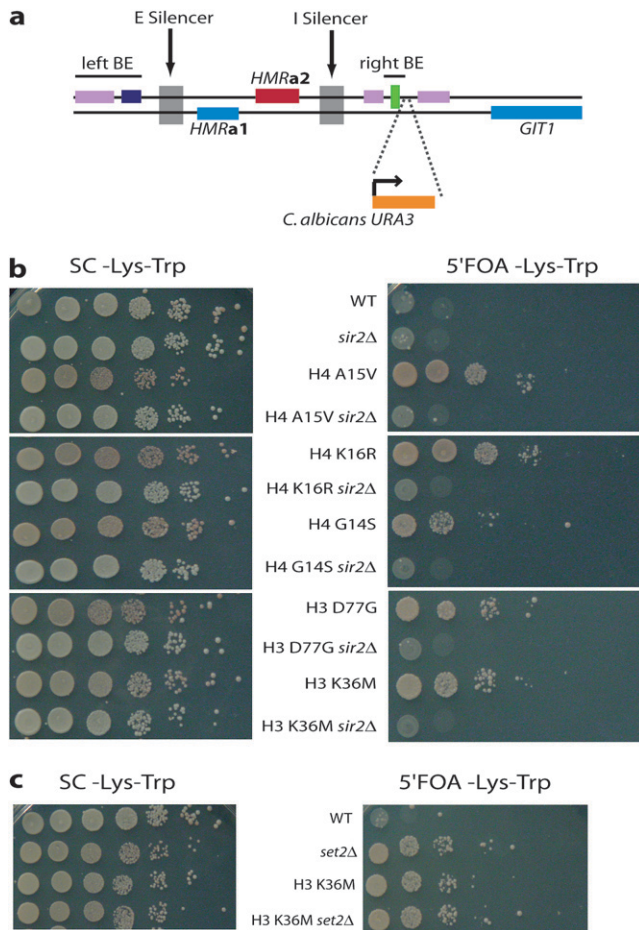 a
E Silencer
I Silencer
left BE
HMRa2
right BE
HMRa1
GIT1
C. albicans URA3
b
SC -Lys-Trp
5'FOA -Lys-Trp
WT
sir2Δ
H4 A15V
H4 A15V sir2Δ
H4 K16R
H4 K16R sir2Δ
H4 G14S
H4 G14S sir2Δ
H3 D77G
H3 D77G sir2Δ
H3 K36M
H3 K36M sir2Δ
c
SC -Lys-Trp
5'FOA -Lys-Trp
WT
set2Δ
H3 K36M
H3 K36M set2Δ